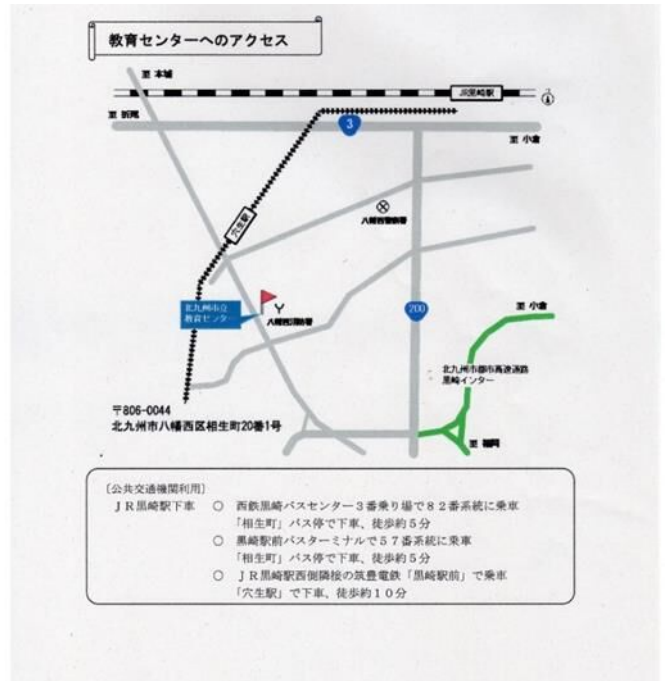 教育センターへのアクセス
至 本城
JR黒崎駅
至 折尾
3
至 小倉
八幡西警察署
穴生駅
北九州市立
教育センター
八幡西消防署
200
至 小倉
北九州市都市高速道路
黒崎インター
至 福岡
〒806-0044
北九州市八幡西区相生町20番1号
〔公共交通機関利用〕
JR黒崎駅下車 ○ 西鉄黒崎バスセンター3番乗り場で82番系統に乗車
「相生町」バス停で下車、徒歩約5分
○ 黒崎駅前バスターミナルで57番系統に乗車
「相生町」バス停で下車、徒歩約5分
○ JR黒崎駅西側隣接の筑豊電鉄「黒崎駅前」で乗車
「穴生駅」で下車、徒歩約10分